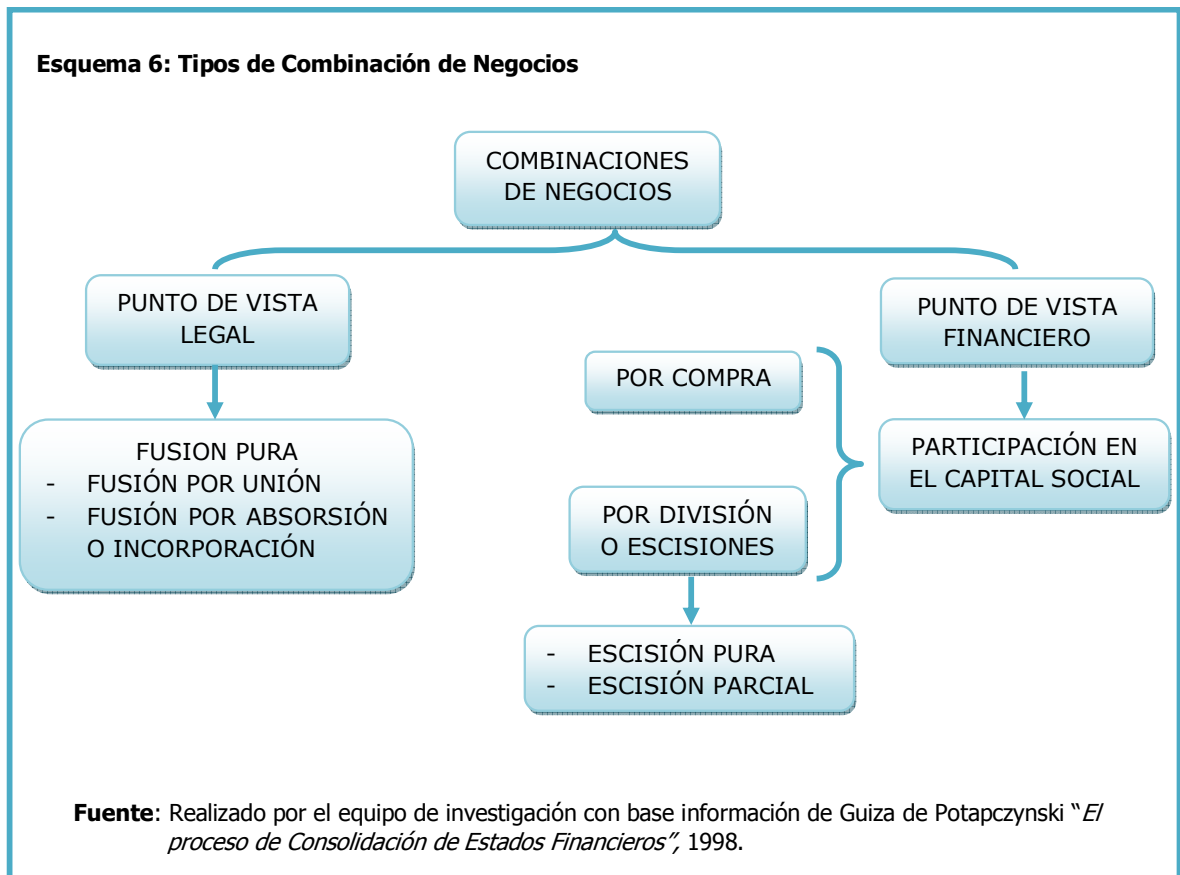 Esquema 6: Tipos de Combinación de Negocios
COMBINACIONES
DE NEGOCIOS
PUNTO DE VISTA
LEGAL
PUNTO DE VISTA
FINANCIERO
POR COMPRA
FUSION PURA
- FUSIÓN POR UNIÓN
- FUSIÓN POR ABSORSIÓN
O INCORPORACIÓN
PARTICIPACIÓN EN
EL CAPITAL SOCIAL
POR DIVISIÓN
O ESCISIONES
- ESCISIÓN PURA
- ESCISIÓN PARCIAL
Fuente: Realizado por el equipo de investigación con base información de Guiza de Potapczynski “El
proceso de Consolidación de Estados Financieros”, 1998.